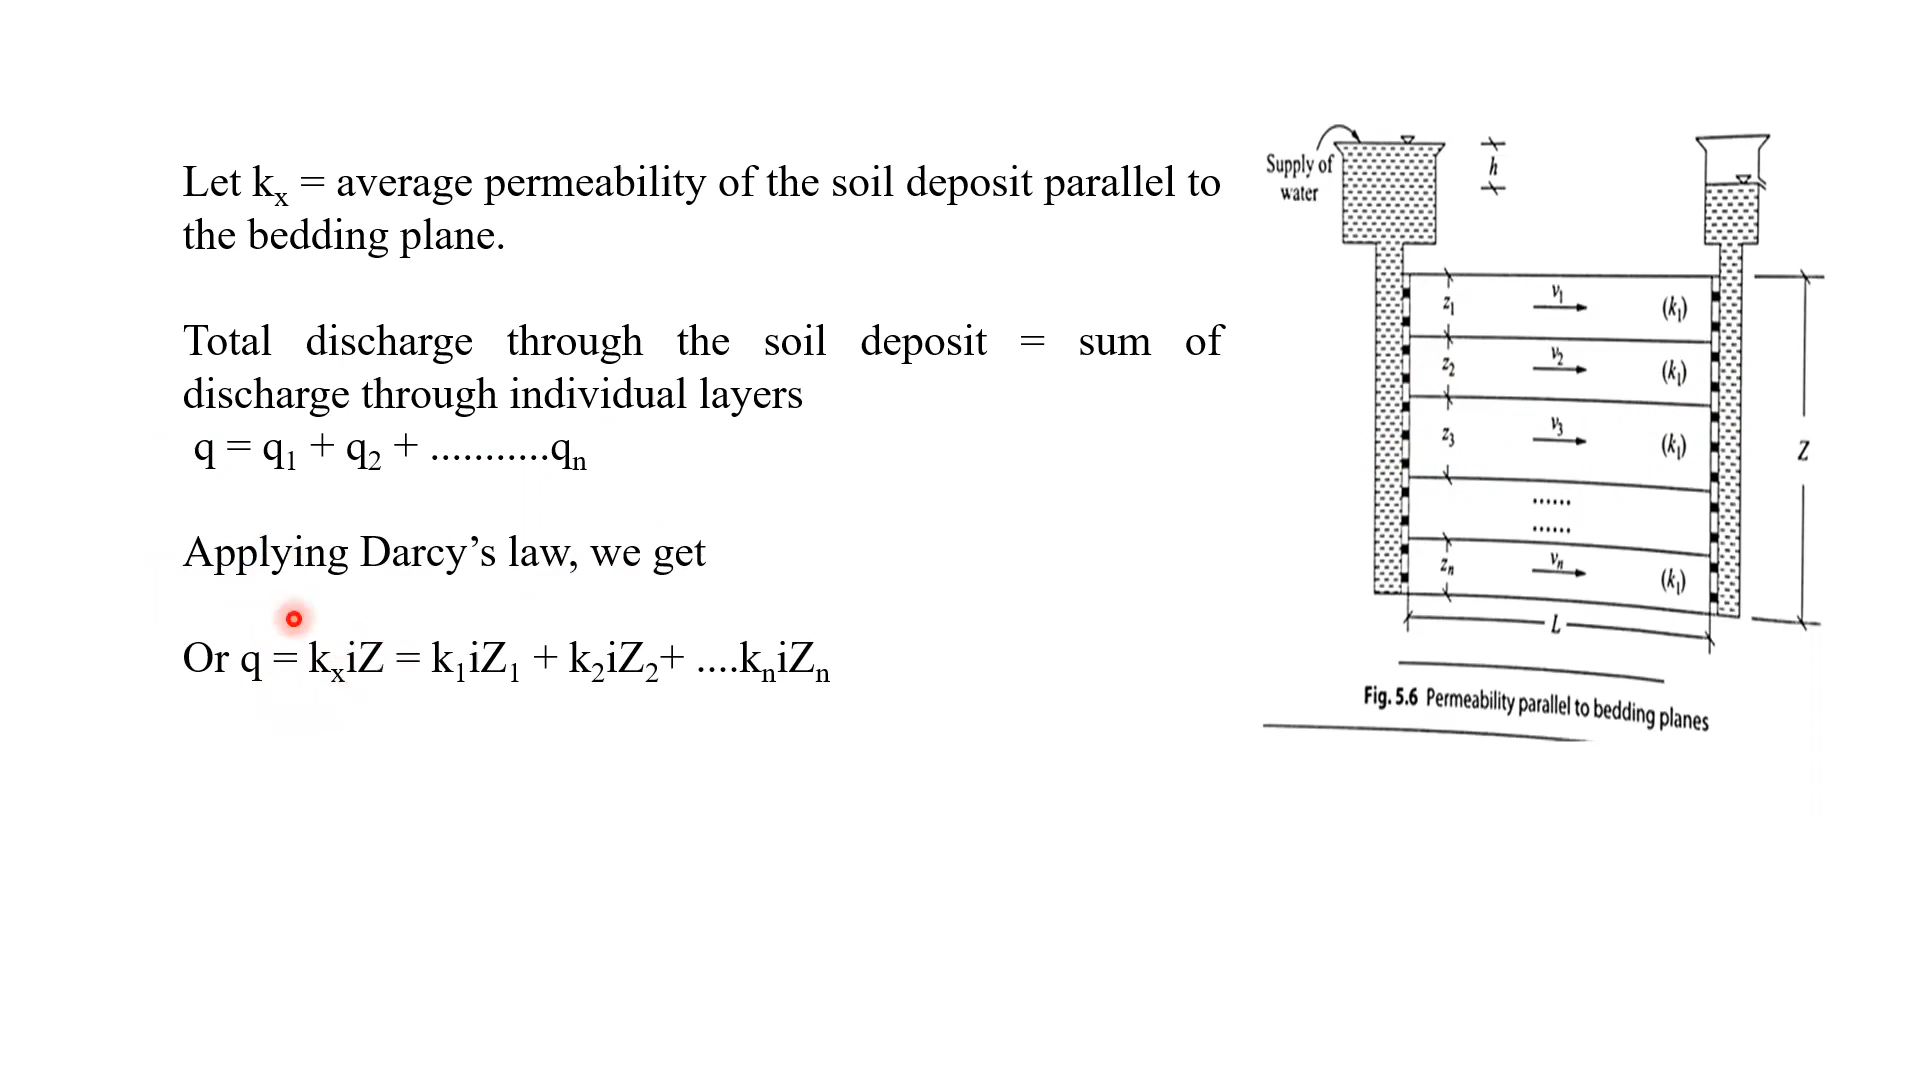 Let kₓ = average permeability of the soil deposit parallel to
the bedding plane.
Total discharge through the soil deposit = sum of
discharge through individual layers
q = q₁ + q₂ + ...........qₙ
Applying Darcy’s law, we get
Or q = kₓiZ = k₁iZ₁ + k₂iZ₂+ ....kₙiZₙ
Supply of
water
h
z₁ v₁ (k₁)
z₂ v₂ (k₁)
z₃ v₃ (k₁)
Z
......
......
zₙ vₙ (k₁)
L
Fig. 5.6 Permeability parallel to bedding planes